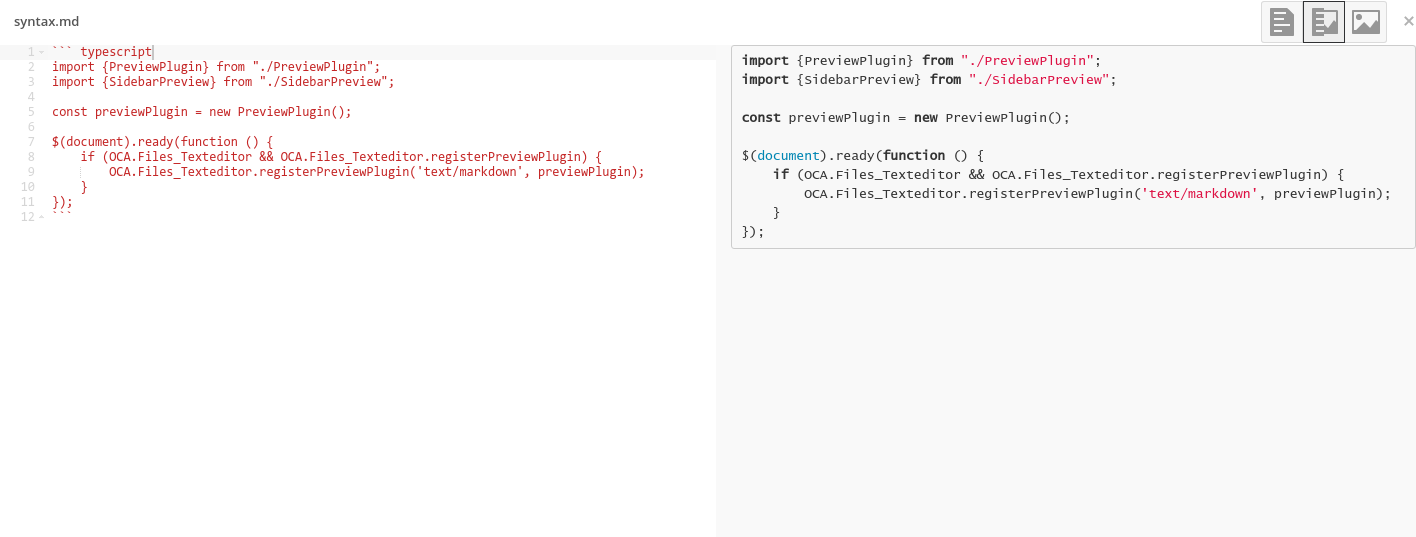 syntax.md
×
1 ``` typescript
2 import {PreviewPlugin} from "./PreviewPlugin";
3 import {SidebarPreview} from "./SidebarPreview";
4
5 const previewPlugin = new PreviewPlugin();
6
7 $(document).ready(function () {
8     if (OCA.Files_Texteditor && OCA.Files_Texteditor.registerPreviewPlugin) {
9         OCA.Files_Texteditor.registerPreviewPlugin('text/markdown', previewPlugin);
10     }
11 });
12 ```
import {PreviewPlugin} from "./PreviewPlugin";
import {SidebarPreview} from "./SidebarPreview";
const previewPlugin = new PreviewPlugin();
$(document).ready(function () {
    if (OCA.Files_Texteditor && OCA.Files_Texteditor.registerPreviewPlugin) {
        OCA.Files_Texteditor.registerPreviewPlugin('text/markdown', previewPlugin);
    }
});